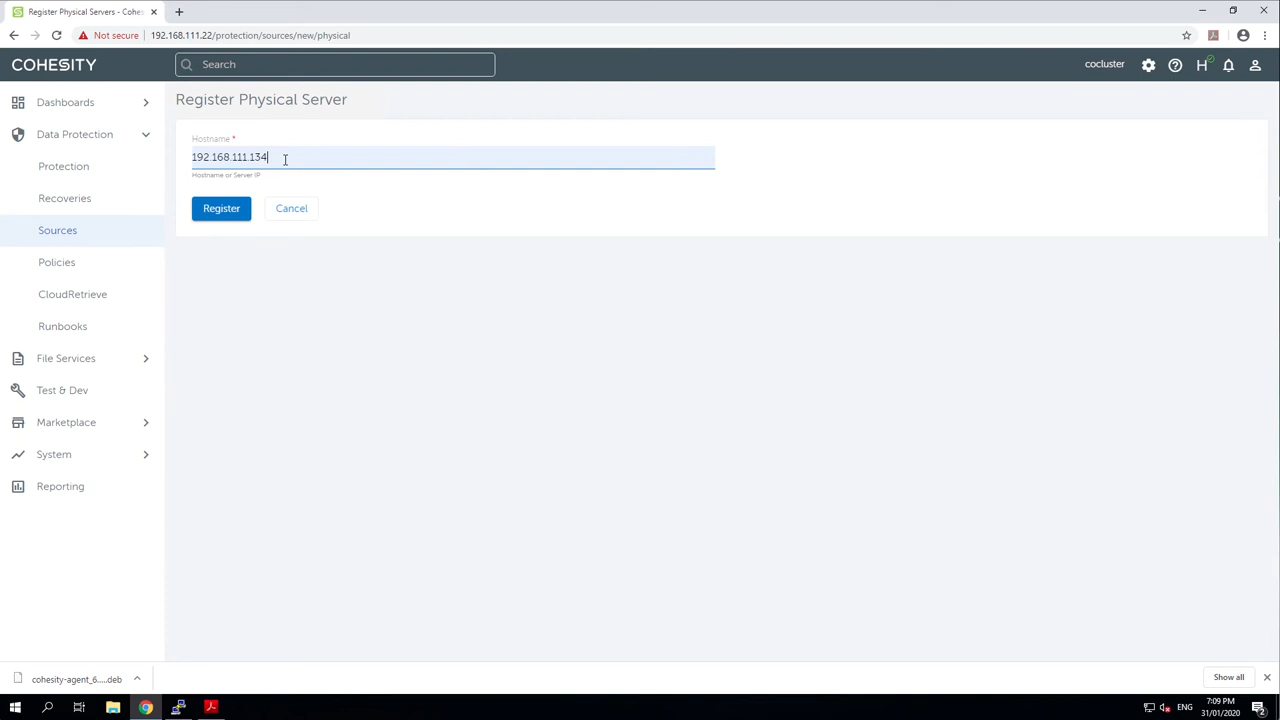 Register Physical Servers - Cohes
Not secure
192.168.111.22/protection/sources/new/physical
COHESITY
Search
cocluster
H
Dashboards
Data Protection
Protection
Recoveries
Sources
Policies
CloudRetrieve
Runbooks
File Services
Test & Dev
Marketplace
System
Reporting
Register Physical Server
Hostname *
192.168.111.134
Hostname or Server IP
Register
Cancel
cohesity-agent_6.....deb
Show all
ENG
7:09 PM
31/01/2020
2